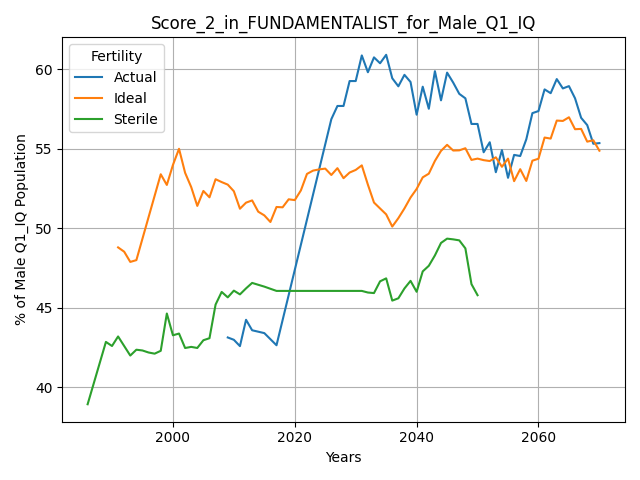 Score_2_in_FUNDAMENTALIST_for_Male_Q1_IQ
Fertility
Actual
Ideal
Sterile
% of Male Q1_IQ Population
60
55
50
45
40
2000
2020
2040
2060
Years